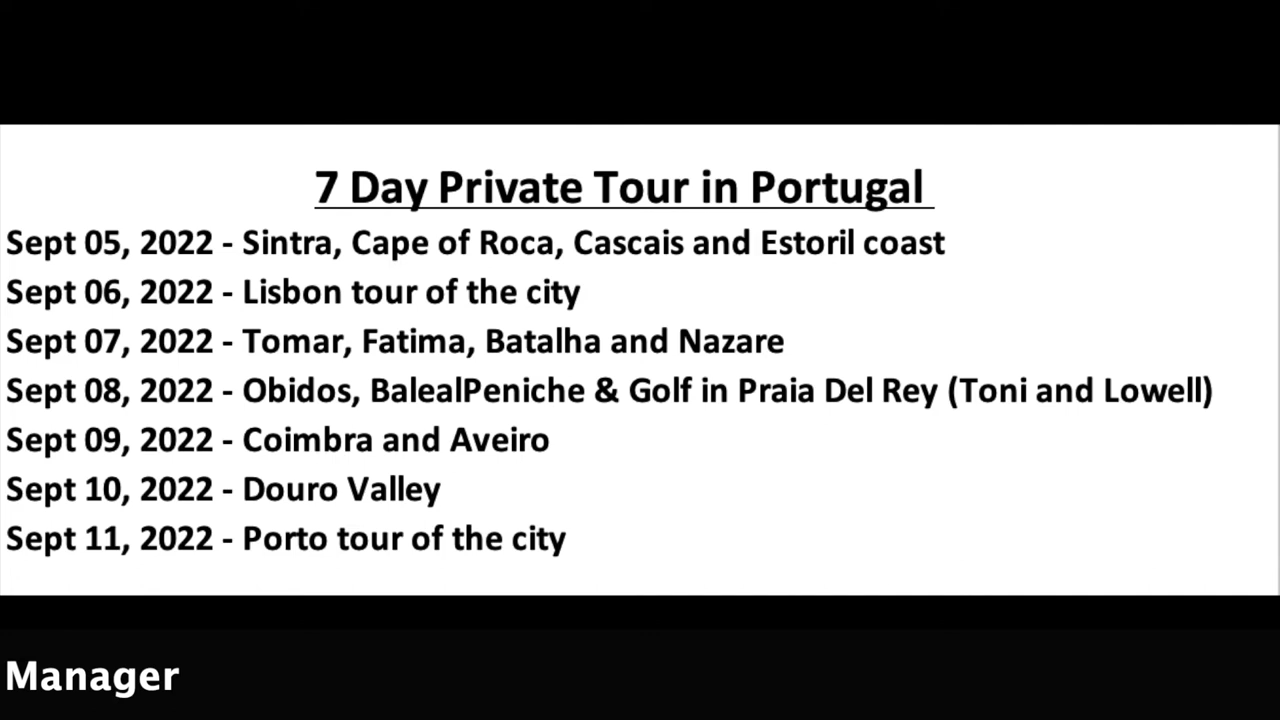 7 Day Private Tour in Portugal
Sept 05, 2022 - Sintra, Cape of Roca, Cascais and Estoril coast
Sept 06, 2022 - Lisbon tour of the city
Sept 07, 2022 - Tomar, Fatima, Batalha and Nazare
Sept 08, 2022 - Obidos, BalealPeniche & Golf in Praia Del Rey (Toni and Lowell)
Sept 09, 2022 - Coimbra and Aveiro
Sept 10, 2022 - Douro Valley
Sept 11, 2022 - Porto tour of the city
Manager